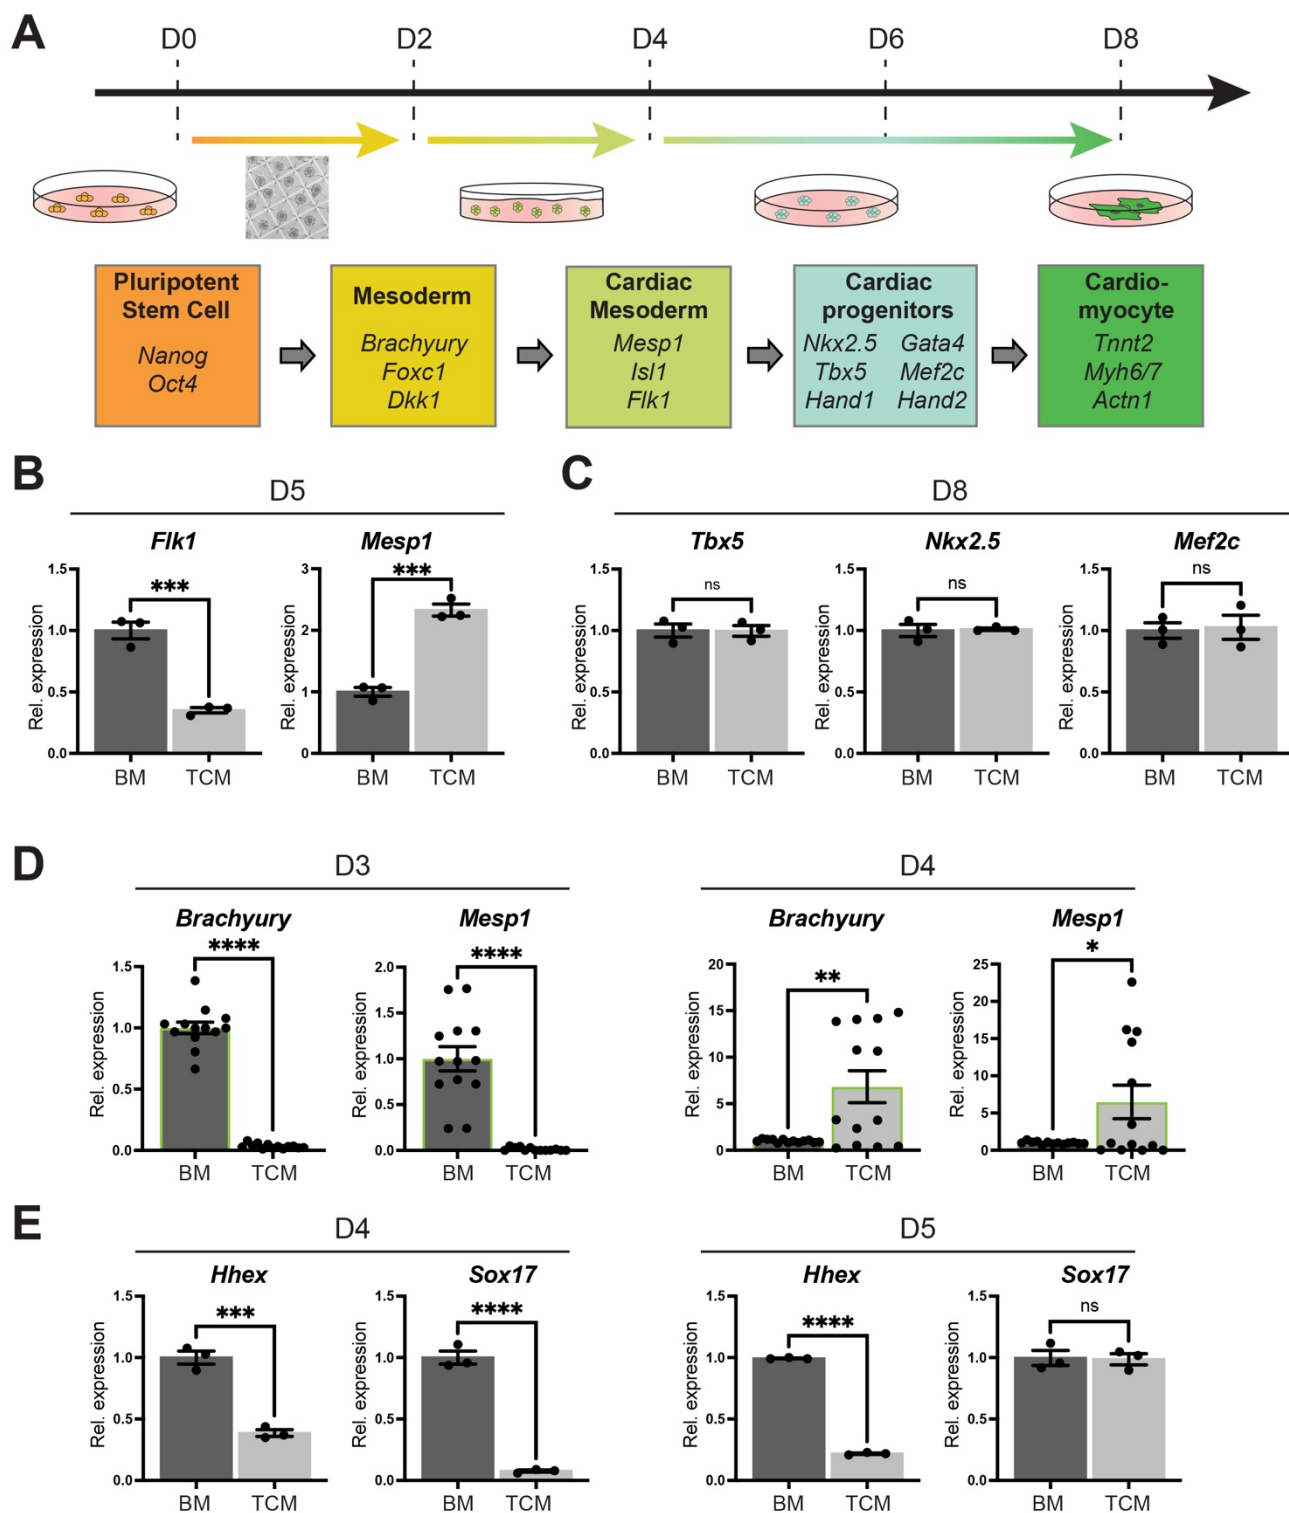 A
D0 D2 D4 D6 D8
Pluripotent
Stem Cell
Nanog
Oct4
Mesoderm
Brachyury
Foxc1
Dkk1
Cardiac
Mesoderm
Mesp1
Isl1
Flk1
Cardiac
progenitors
Nkx2.5 Gata4
Tbx5 Mef2c
Hand1 Hand2
Cardio-
myocyte
Tnnt2
Myh6/7
Actn1
B
D5
Flk1
Rel. expression
1.5
1.0
0.5
0.0
***
BM TCM
Mesp1
Rel. expression
3
2
1
0
***
BM TCM
C
D8
Tbx5
Rel. expression
1.5
1.0
0.5
0.0
ns
BM TCM
Nkx2.5
Rel. expression
1.5
1.0
0.5
0.0
ns
BM TCM
Mef2c
Rel. expression
1.5
1.0
0.5
0.0
ns
BM TCM
D
D3
Brachyury
Rel. expression
1.5
1.0
0.5
0.0
****
BM TCM
Mesp1
Rel. expression
2.0
1.5
1.0
0.5
0.0
****
BM TCM
D4
Brachyury
Rel. expression
20
15
10
5
0
**
BM TCM
Mesp1
Rel. expression
25
20
15
10
5
0
*
BM TCM
E
D4
Hhex
Rel. expression
1.5
1.0
0.5
0.0
***
BM TCM
Sox17
Rel. expression
1.5
1.0
0.5
0.0
****
BM TCM
D5
Hhex
Rel. expression
1.5
1.0
0.5
0.0
****
BM TCM
Sox17
Rel. expression
1.5
1.0
0.5
0.0
ns
BM TCM